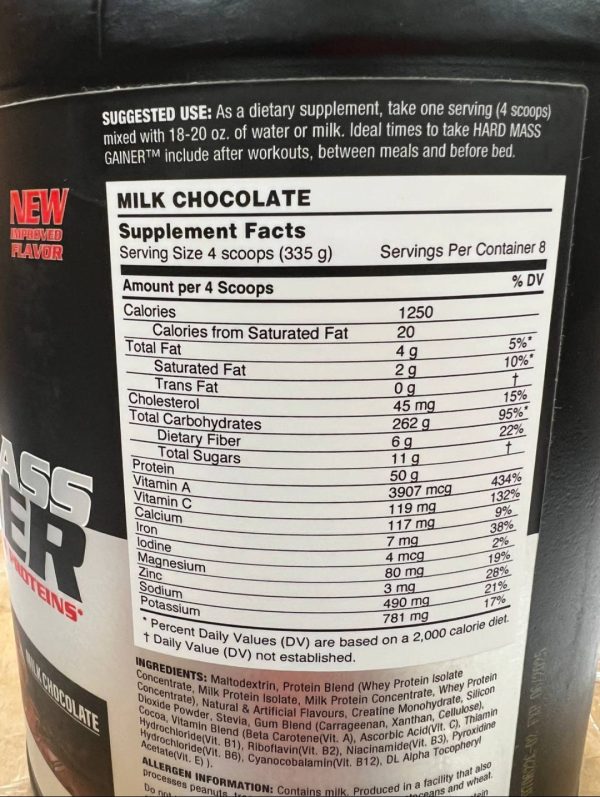 SUGGESTED USE: As a dietary supplement, take one serving (4 scoops)
mixed with 18-20 oz. of water or milk. Ideal times to take HARD MASS
GAINER™ include after workouts, between meals and before bed.
NEW
IMPROVED
FLAVOR
MILK CHOCOLATE
Supplement Facts
Serving Size 4 scoops (335 g) Servings Per Container 8
Amount per 4 Scoops % DV
Calories 1250
Calories from Saturated Fat 20
Total Fat 4 g 5%*
Saturated Fat 2 g 10%*
Trans Fat 0 g †
Cholesterol 45 mg 15%
Total Carbohydrates 262 g 95%*
Dietary Fiber 6 g 22%
Total Sugars 11 g †
Protein 50 g
Vitamin A 3907 mcg 434%
Vitamin C 119 mg 132%
Calcium 117 mg 9%
Iron 7 mg 38%
Iodine 4 mcg 2%
Magnesium 80 mg 19%
Zinc 3 mg 28%
Sodium 490 mg 21%
Potassium 781 mg 17%
* Percent Daily Values (DV) are based on a 2,000 calorie diet.
† Daily Value (DV) not established.
ASS
ER
PROTEINS*
MILK CHOCOLATE
INGREDIENTS: Maltodextrin, Protein Blend (Whey Protein Isolate
Concentrate, Milk Protein Isolate, Milk Protein Concentrate, Whey Protein
Concentrate), Natural & Artificial Flavours, Creatine Monohydrate, Silicon
Dioxide Powder, Stevia, Gum Blend (Carrageenan, Xanthan, Cellulose),
Cocoa, Vitamin Blend (Beta Carotene(Vit. A), Ascorbic Acid(Vit. C), Thiamin
Hydrochloride(Vit. B1), Riboflavin(Vit. B2), Niacinamide(Vit. B3), Pyroxidine
Hydrochloride(Vit. B6), Cyanocobalamin(Vit. B12), DL Alpha Tocopheryl
Acetate(Vit. E) ).
ALLERGEN INFORMATION: Contains milk. Produced in a facility that also
processes peanuts, and wheat.
Do not